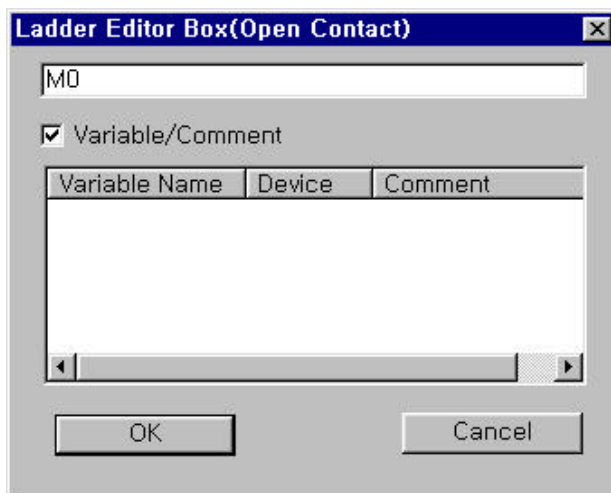 Ladder Editor Box(Open Contact)
M0
Variable/Comment
Variable Name Device Comment
OK Cancel